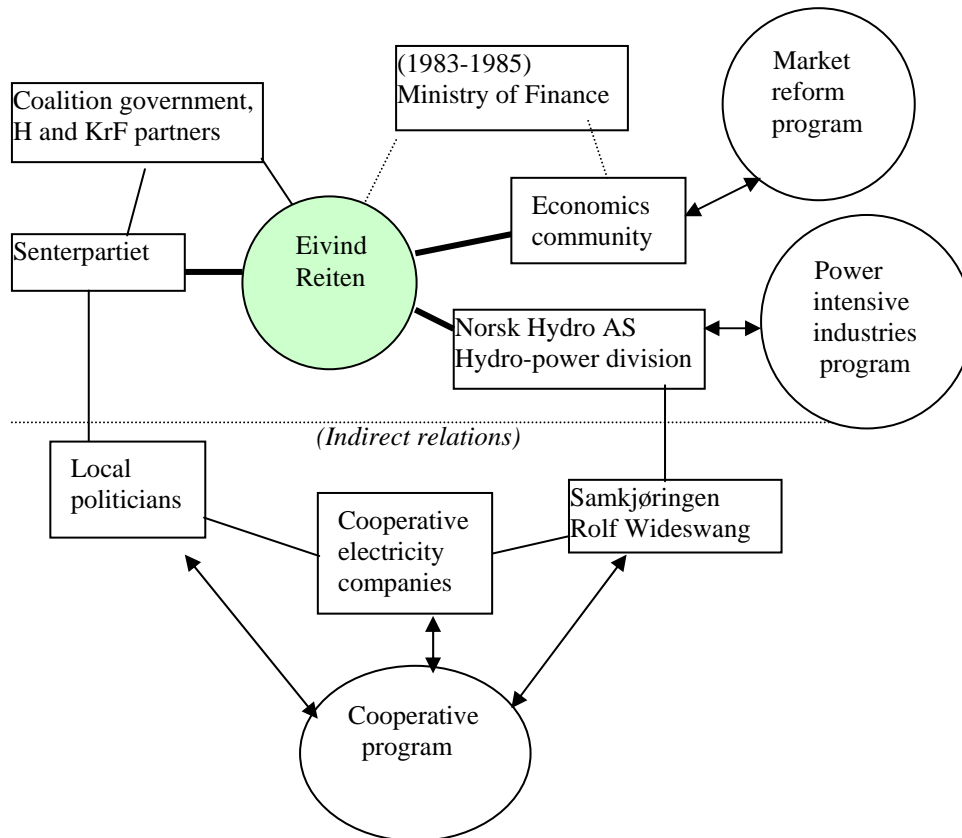 (1983-1985)
Ministry of Finance
Market
reform
program
Coalition government,
H and KrF partners
Economics
community
Senterpartiet
Eivind
Reiten
Power
intensive
industries
program
Norsk Hydro AS
Hydro-power division
(Indirect relations)
Local
politicians
Samkjøringen
Rolf Wideswang
Cooperative
electricity
companies
Cooperative
program